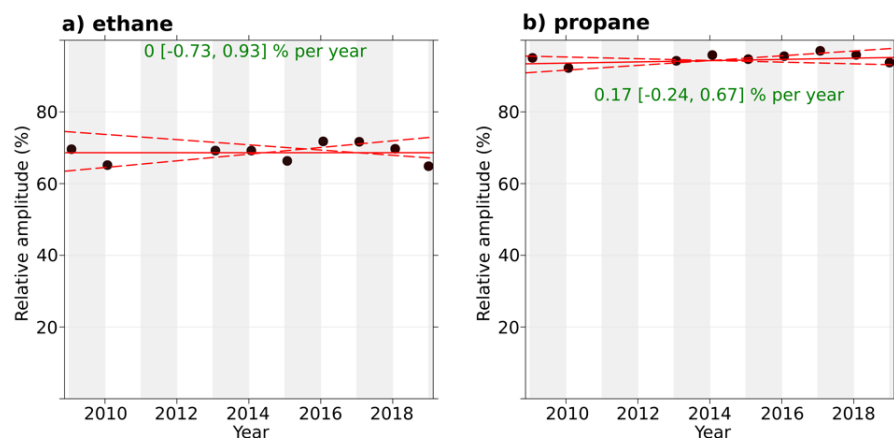 a) ethane
0 [-0.73, 0.93] % per year
Relative amplitude (%)
80
60
40
20
2010 2012 2014 2016 2018
Year
b) propane
0.17 [-0.24, 0.67] % per year
Relative amplitude (%)
80
60
40
20
2010 2012 2014 2016 2018
Year